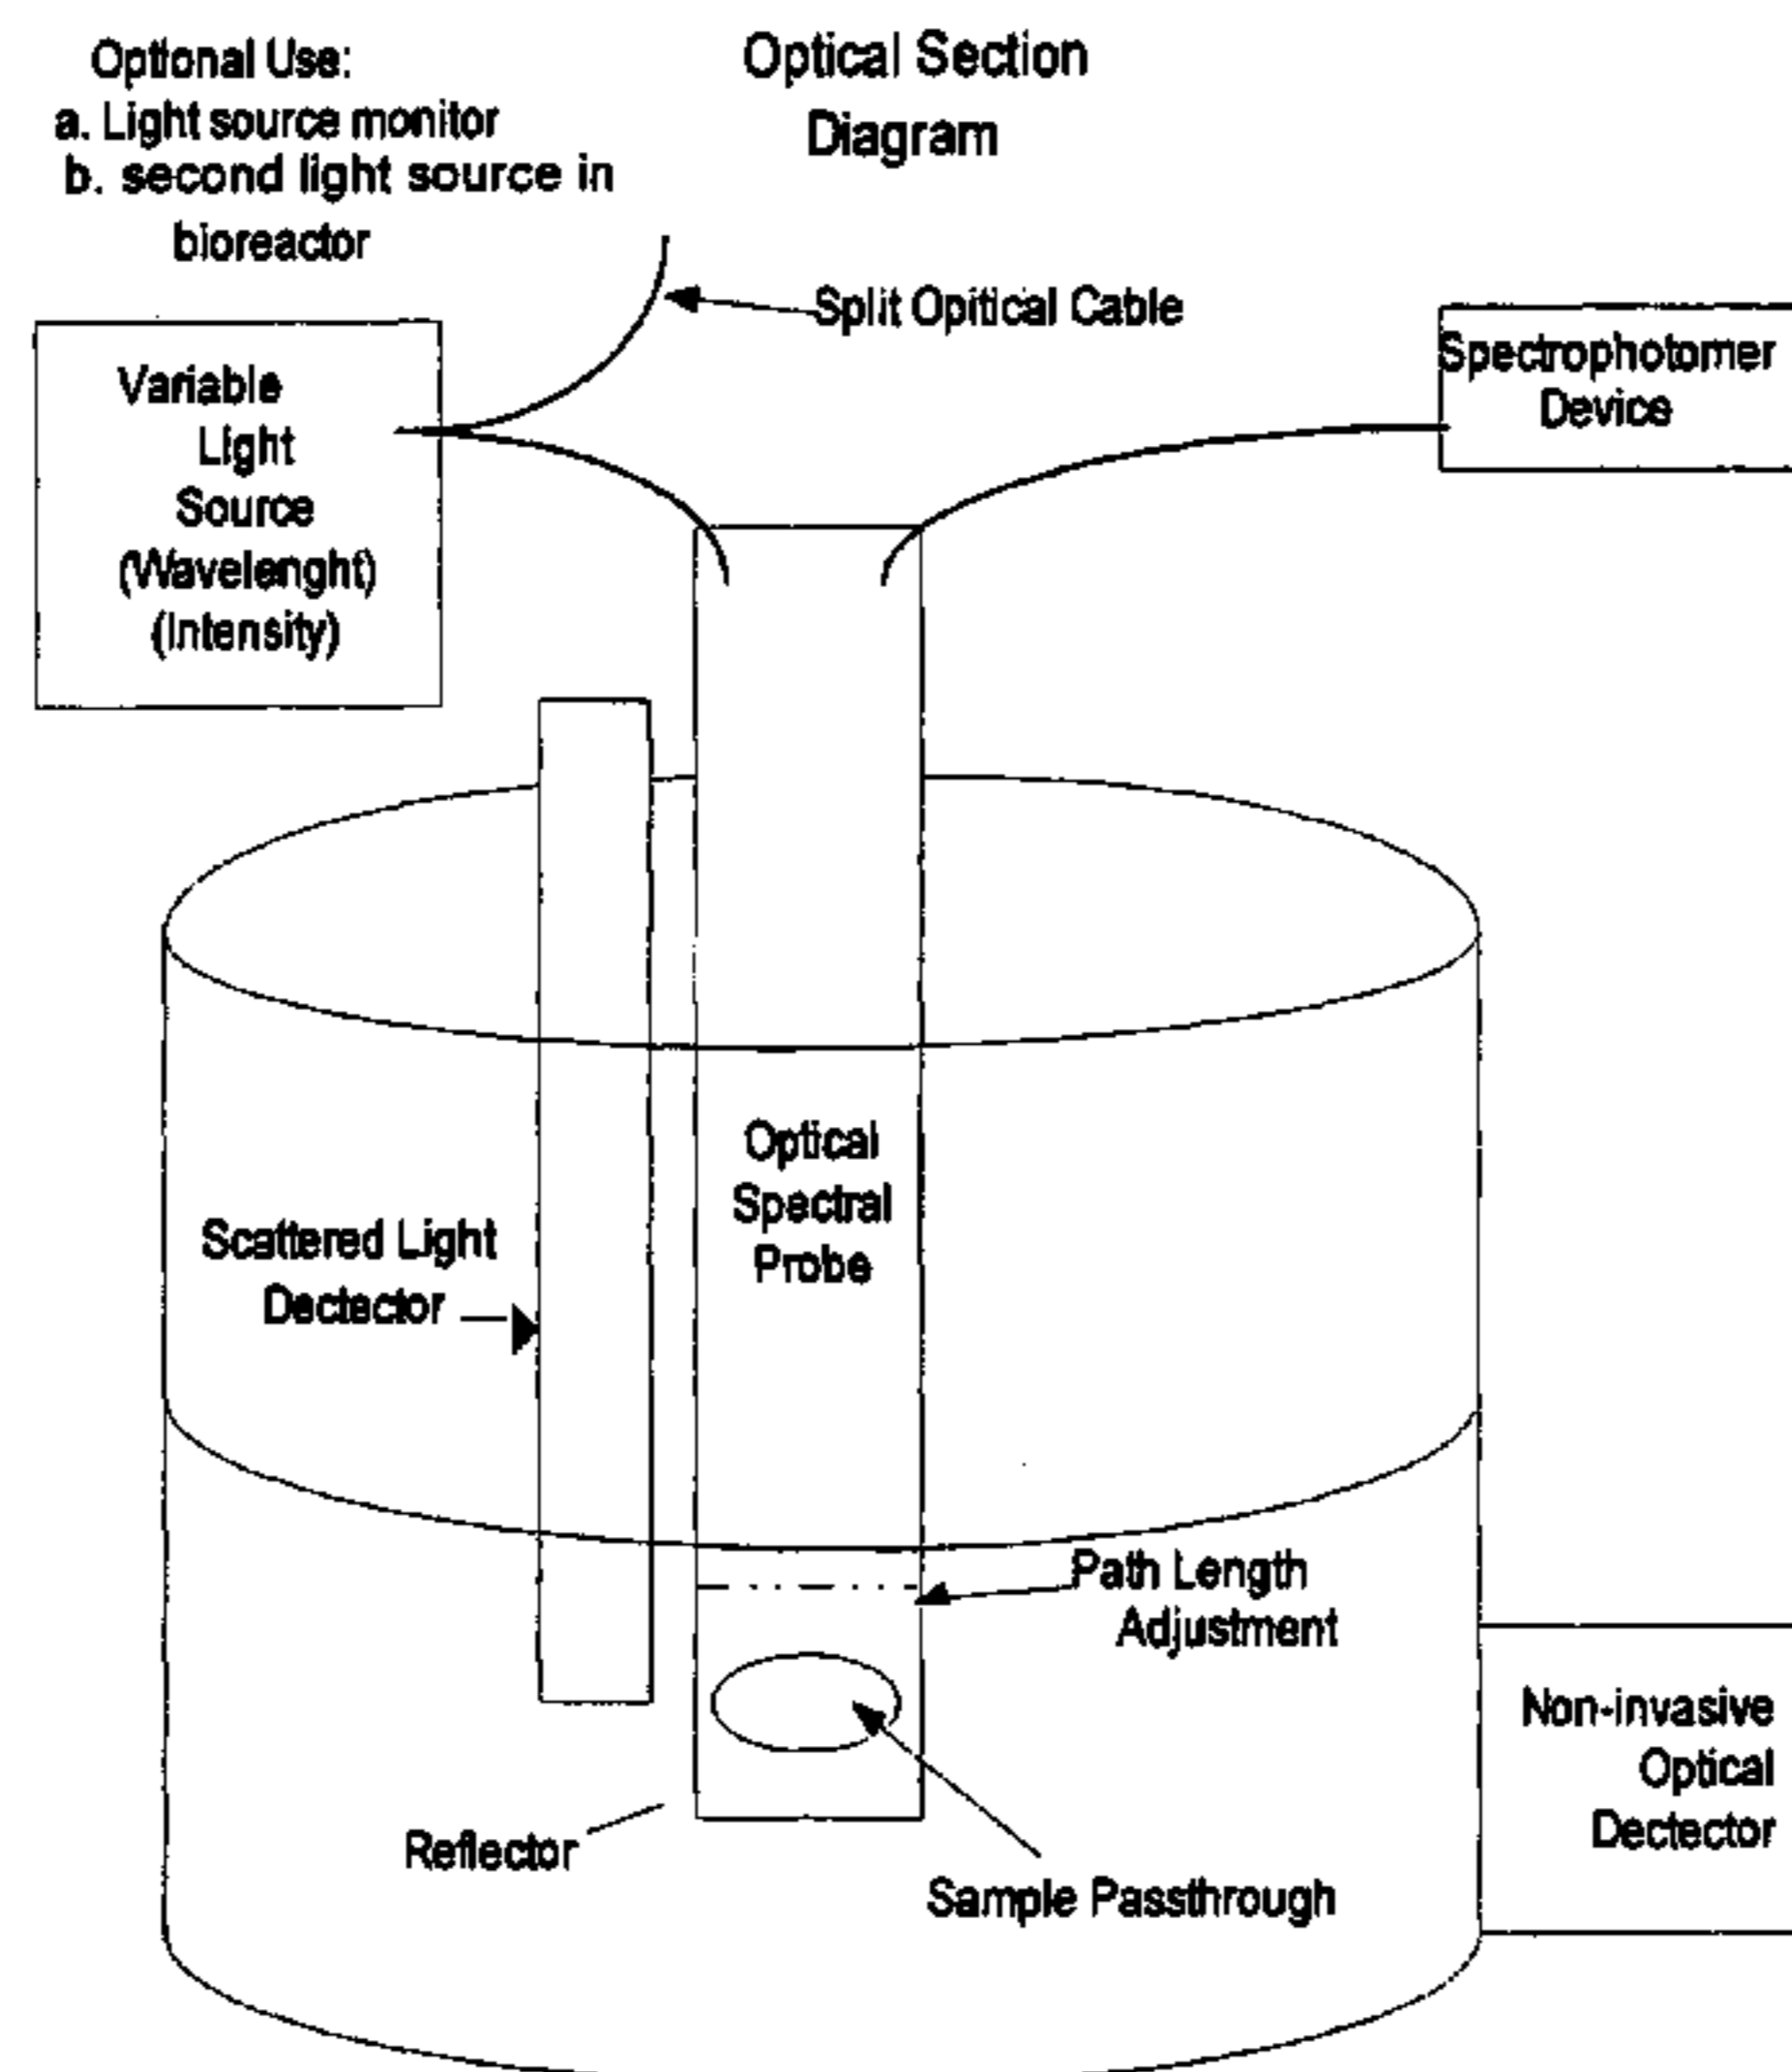 Optional Use:
a. Light source monitor
b. second light source in
bioreactor
Optical Section
Diagram
Split Opitical Cable
Variable
Light
Source
(Wavelenght)
(Intensity)
Spectrophotomer
Device
Optical
Spectral
Probe
Scattered Light
Dectector
Path Length
Adjustment
Non-invasive
Optical
Dectector
Reflector
Sample Passthrough